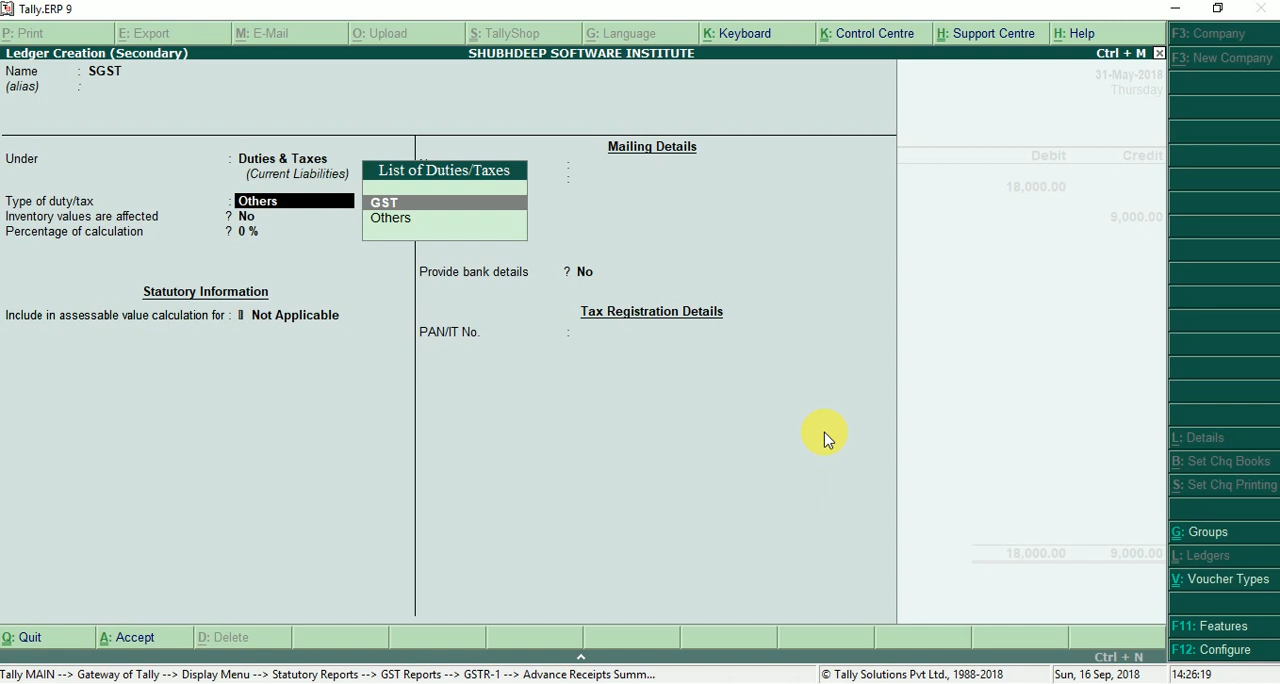 Tally.ERP 9
P: Print E: Export M: E-Mail O: Upload S: TallyShop G: Language K: Keyboard K: Control Centre H: Support Centre H: Help
F3: Company
Ledger Creation (Secondary) SHUBHDEEP SOFTWARE INSTITUTE Ctrl + M
F3: New Company
Name : SGST
(alias) :
31-May-2018
Thursday
Mailing Details
Under : Duties & Taxes
(Current Liabilities)
List of Duties/Taxes
GST
Others
Debit Credit
18,000.00
9,000.00
Type of duty/tax : Others
Inventory values are affected ? No
Percentage of calculation ? 0 %
Provide bank details ? No
Statutory Information
Include in assessable value calculation for : Not Applicable
Tax Registration Details
PAN/IT No. :
18,000.00 9,000.00
L: Details
B: Set Chq Books
S: Set Chq Printing
G: Groups
L: Ledgers
V: Voucher Types
F11: Features
F12: Configure
Q: Quit A: Accept D: Delete
Ctrl + N
Tally MAIN --> Gateway of Tally --> Display Menu --> Statutory Reports --> GST Reports --> GSTR-1 --> Advance Receipts Summ... © Tally Solutions Pvt Ltd., 1988-2018 Sun, 16 Sep, 2018 14:26:19